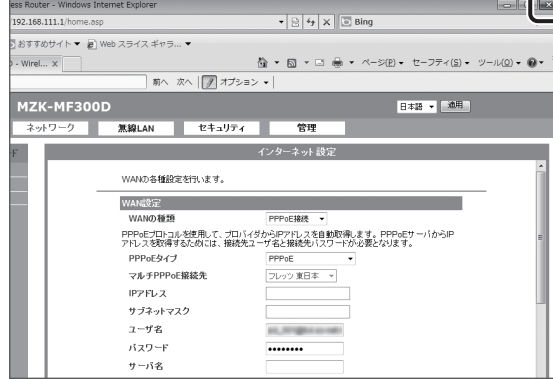 ess Router - Windows Internet Explorer
192.168.111.1/home.asp
Bing
おすすめサイト ▼ Web スライス ギャラ... ▼
- Wirel... x
ページ(P) ▼ セーフティ(S) ▼ ツール(O) ▼
前へ 次へ オプション ▼
MZK-MF300D
日本語 ▼ 適用
ネットワーク 無線LAN セキュリティ 管理
インターネット設定
WANの各種設定を行います。
WAN設定
WANの種類 PPPoE接続 ▼
PPPoEプロトコルを使用して、プロバイダからIPアドレスを自動取得します。PPPoEサーバからIP
アドレスを取得するためには、接続先ユーザ名と接続先パスワードが必要となります。
PPPoEタイプ PPPoE ▼
マルチPPPoE接続先 フレッツ 東日本 ▼
IPアドレス
サブネットマスク
ユーザ名
パスワード ●●●●●●●●
サーバ名